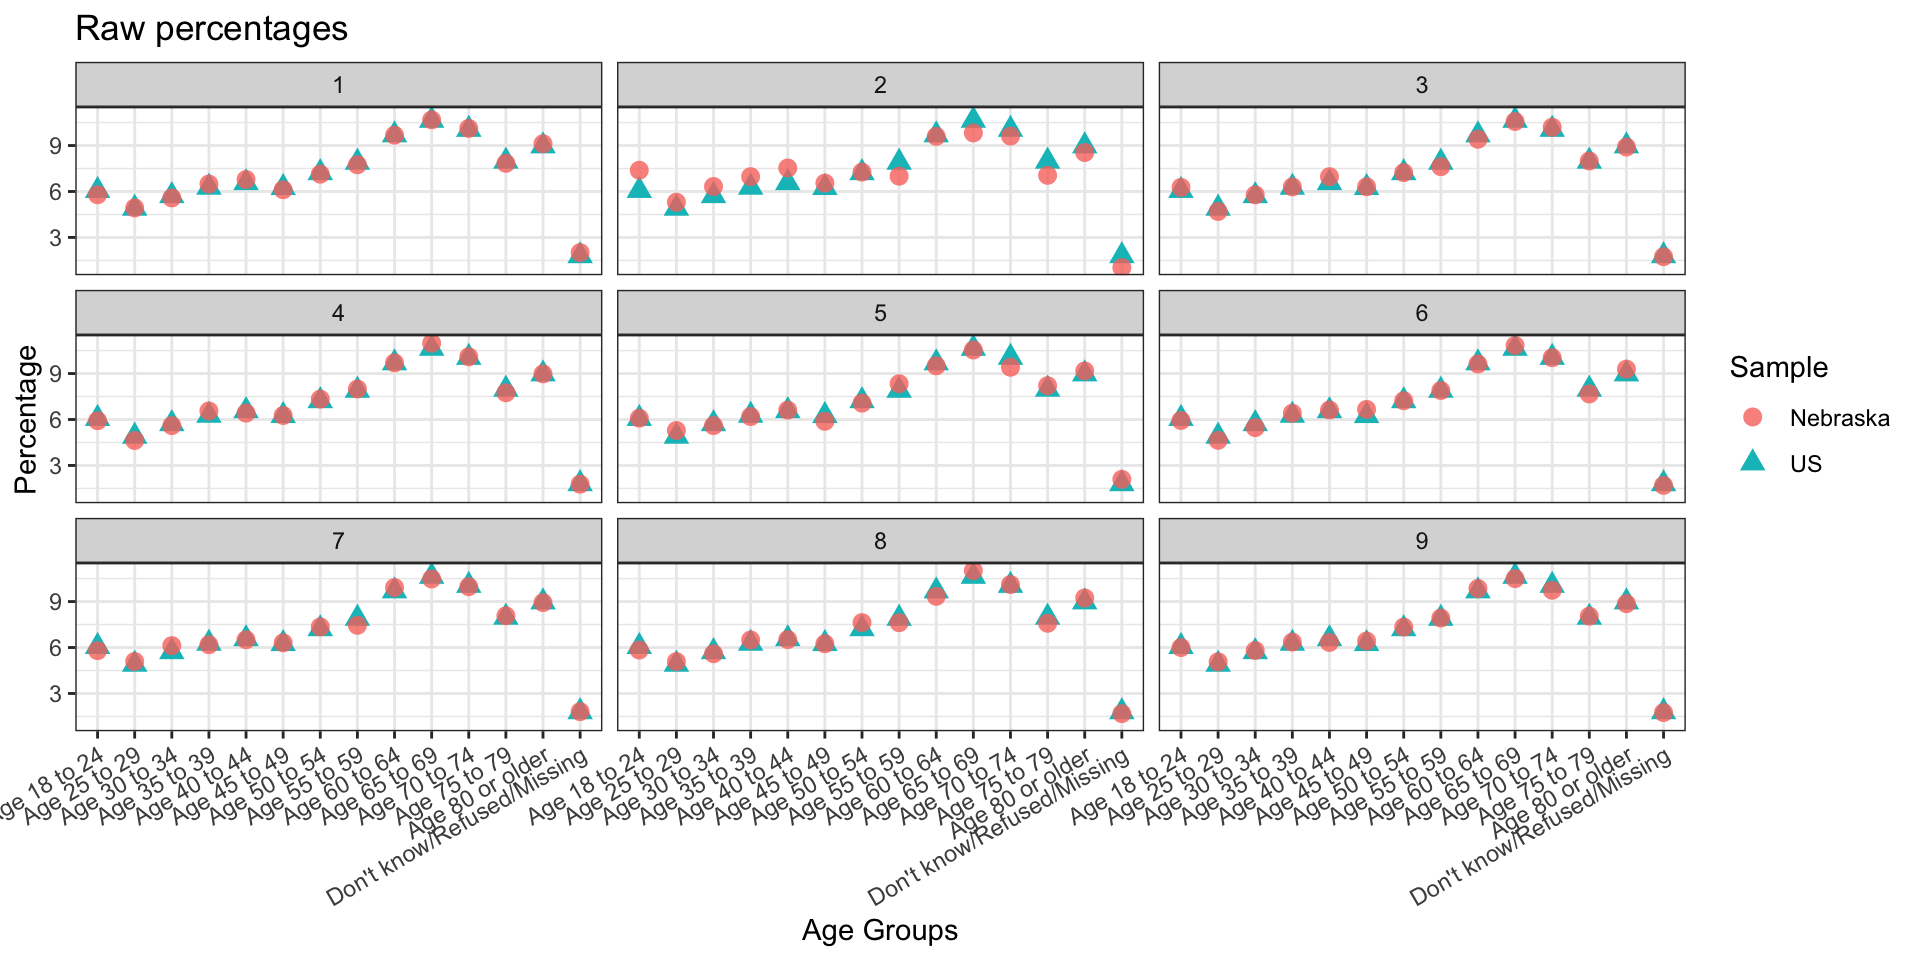 Raw percentages
1
2
3
9
6
3
4
5
6
9
6
3
7
8
9
9
6
3
Percentage
ge 18 to 24
Age 25 to 29
Age 30 to 34
Age 35 to 39
Age 40 to 44
Age 45 to 49
Age 50 to 54
Age 55 to 59
Age 60 to 64
Age 65 to 69
Age 70 to 74
Age 75 to 79
Age 80 or older
Don't know/Refused/Missing
Age 18 to 24
Age 25 to 29
Age 30 to 34
Age 35 to 39
Age 40 to 44
Age 45 to 49
Age 50 to 54
Age 55 to 59
Age 60 to 64
Age 65 to 69
Age 70 to 74
Age 75 to 79
Age 80 or older
Don't know/Refused/Missing
Age 18 to 24
Age 25 to 29
Age 30 to 34
Age 35 to 39
Age 40 to 44
Age 45 to 49
Age 50 to 54
Age 55 to 59
Age 60 to 64
Age 65 to 69
Age 70 to 74
Age 75 to 79
Age 80 or older
Don't know/Refused/Missing
Age Groups
Sample
Nebraska
US